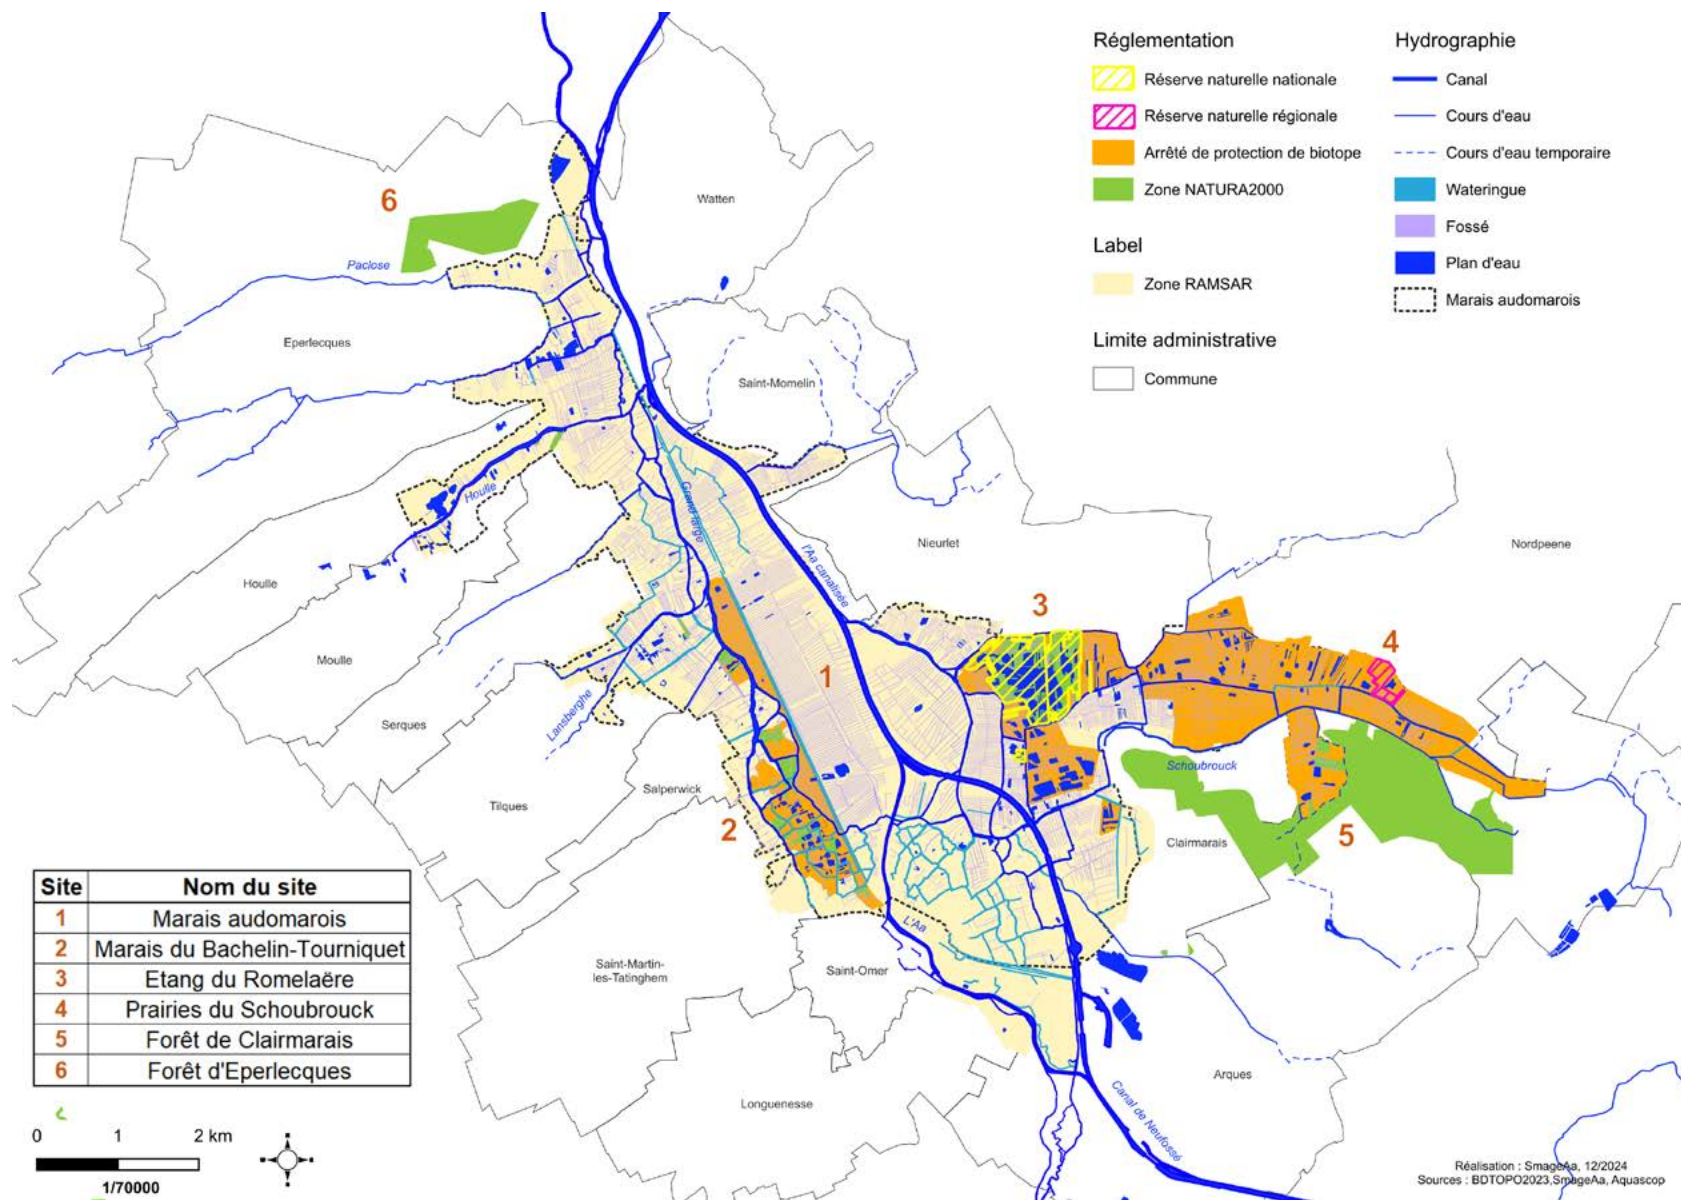 Réglementation
Réserve naturelle nationale
Réserve naturelle régionale
Arrêté de protection de biotope
Zone NATURA2000
Label
Zone RAMSAR
Limite administrative
Commune
Hydrographie
Canal
Cours d'eau
Cours d'eau temporaire
Wateringue
Fossé
Plan d'eau
Marais audomarois
6
Watten
Paclose
Eperlecques
Saint-Momelin
Houlle
Grand large
l'Aa canalisée
Nieurlet
Nordpeene
Houlle
3
4
Moulle
1
Serques
Lansberghe
Schoubrouck
Salperwick
Tilques
2
5
Clairmarais
L'Aa
Saint-Martin-
les-Tatinghem
Saint-Omer
Arques
Longuenesse
Canal de Neufossé
Site Nom du site
1 Marais audomarois
2 Marais du Bachelin-Tourniquet
3 Etang du Romelaëre
4 Prairies du Schoubrouck
5 Forêt de Clairmarais
6 Forêt d'Eperlecques
0 1 2 km
1/70000
Réalisation : SmageAa, 12/2024
Sources : BDTOPO2023,SmageAa, Aquascop